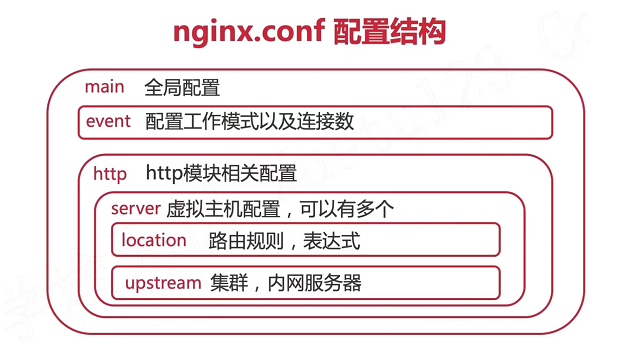 nginx.conf 配置结构
main 全局配置
event 配置工作模式以及连接数
http http模块相关配置
server 虚拟主机配置，可以有多个
location 路由规则，表达式
upstream 集群，内网服务器